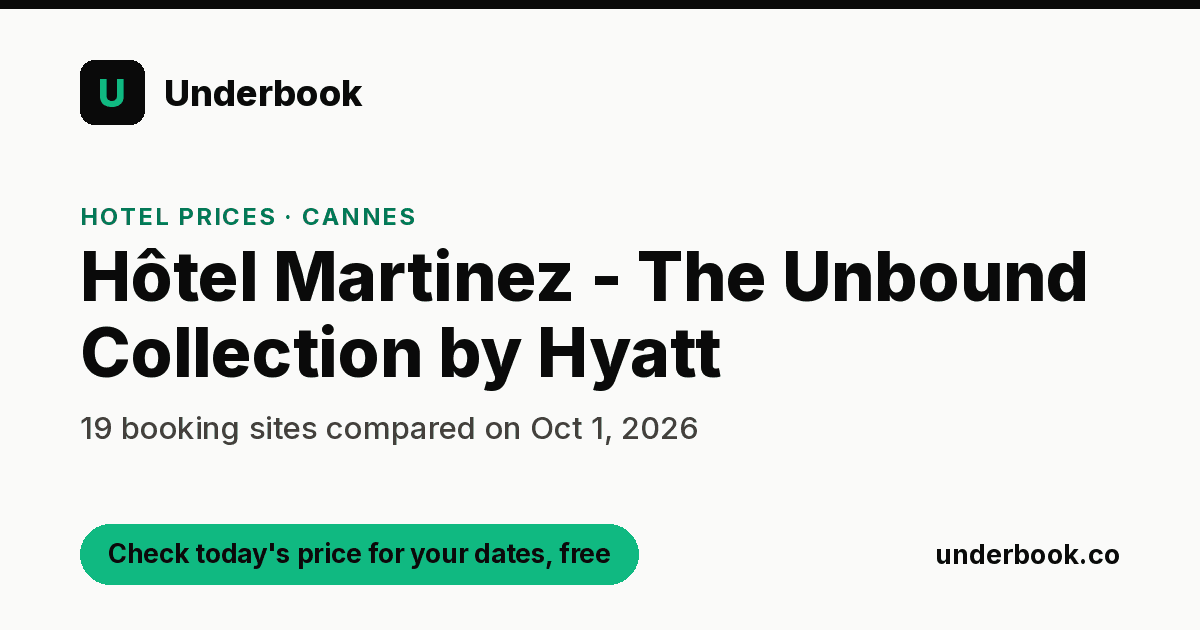 U Underbook
HOTEL PRICES · CANNES
Hôtel Martinez - The Unbound
Collection by Hyatt
19 booking sites compared on Oct 1, 2026
Check today's price for your dates, free
underbook.co